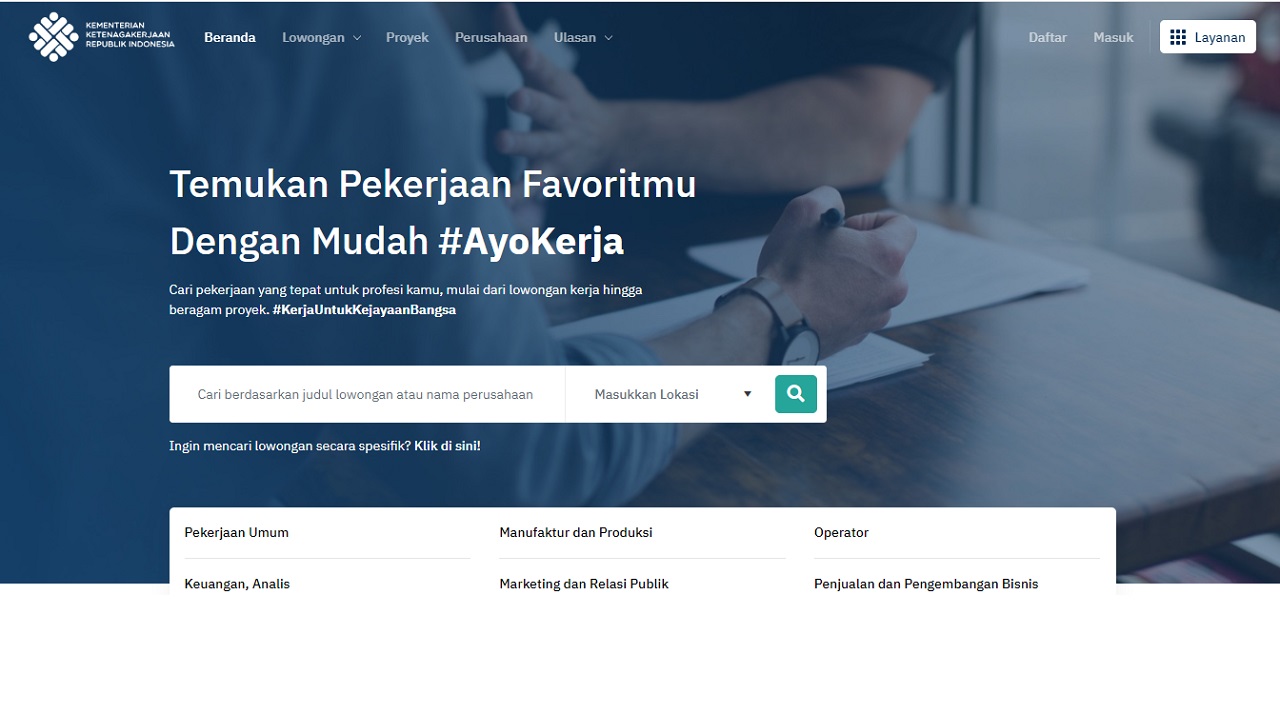 KEMENTERIAN
KETENAGAKERJAAN
REPUBLIK INDONESIA
Beranda
Lowongan
Proyek
Perusahaan
Ulasan
Daftar
Masuk
Layanan
Temukan Pekerjaan Favoritmu
Dengan Mudah #AyoKerja
Cari pekerjaan yang tepat untuk profesi kamu, mulai dari lowongan kerja hingga
beragam proyek. #KerjaUntukKejayaanBangsa
Cari berdasarkan judul lowongan atau nama perusahaan
Masukkan Lokasi
Ingin mencari lowongan secara spesifik? Klik di sini!
Pekerjaan Umum
Manufaktur dan Produksi
Operator
Keuangan, Analis
Marketing dan Relasi Publik
Penjualan dan Pengembangan Bisnis